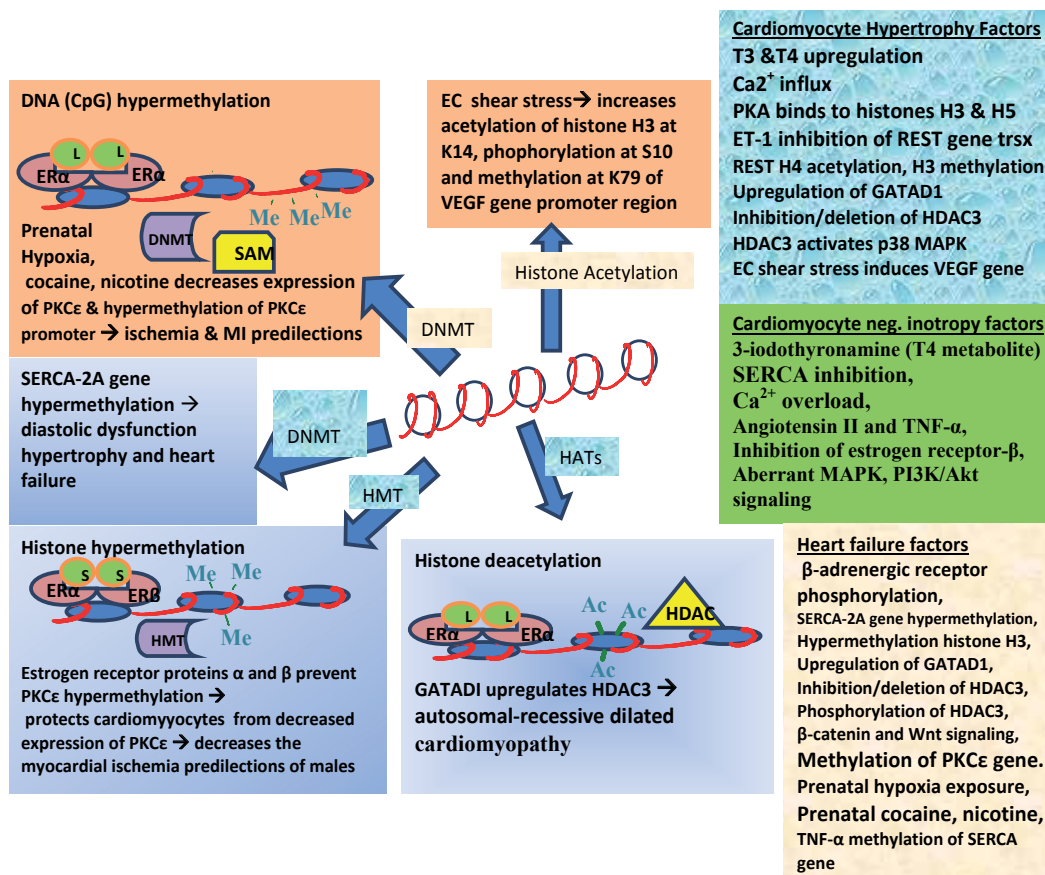 DNA (CpG) hypermethylation
L
L
ERα
ERα
Me
Me
Me
DNMT
SAM
Prenatal
Hypoxia,
cocaine, nicotine decreases expression
of PKCε & hypermethylation of PKCε
promoter → ischemia & MI predilections
EC shear stress→ increases
acetylation of histone H3 at
K14, phophorylation at S10
and methylation at K79 of
VEGF gene promoter region
Histone Acetylation
DNMT
SERCA-2A gene
hypermethylation →
diastolic dysfunction
hypertrophy and heart
failure
DNMT
HMT
HATs
Histone hypermethylation
S
S
ERα
ERβ
Me
Me
Me
HMT
Estrogen receptor proteins α and β prevent
PKCε hypermethylation →
protects cardiomyyocytes from decreased
expression of PKCε → decreases the
myocardial ischemia predilections of males
Histone deacetylation
L
L
ERα
ERα
Ac
Ac
Ac
HDAC
GATADI upregulates HDAC3 →
autosomal-recessive dilated
cardiomyopathy
Cardiomyocyte Hypertrophy Factors
T3 &T4 upregulation
Ca2⁺ influx
PKA binds to histones H3 & H5
ET-1 inhibition of REST gene trsx
REST H4 acetylation, H3 methylation
Upregulation of GATAD1
Inhibition/deletion of HDAC3
HDAC3 activates p38 MAPK
EC shear stress induces VEGF gene
Cardiomyocyte neg. inotropy factors
3-iodothyronamine (T4 metabolite)
SERCA inhibition,
Ca²⁺ overload,
Angiotensin II and TNF-α,
Inhibition of estrogen receptor-β,
Aberrant MAPK, PI3K/Akt
signaling
Heart failure factors
β-adrenergic receptor
phosphorylation,
SERCA-2A gene hypermethylation,
Hypermethylation histone H3,
Upregulation of GATAD1,
Inhibition/deletion of HDAC3,
Phosphorylation of HDAC3,
β-catenin and Wnt signaling,
Methylation of PKCε gene.
Prenatal hypoxia exposure,
Prenatal cocaine, nicotine,
TNF-α methylation of SERCA
gene